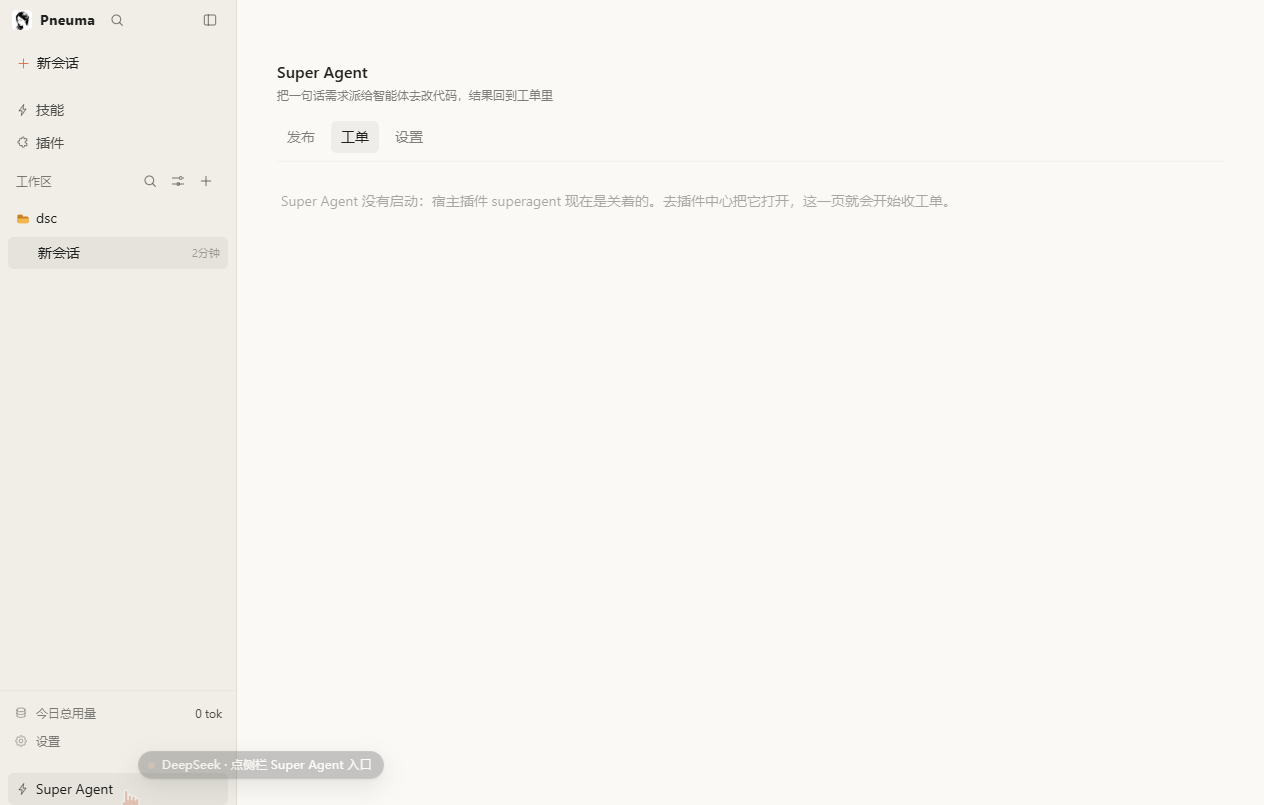 Pneuma
新会话
技能
插件
工作区
dsc
新会话 2分钟
今日总用量 0 tok
设置
Super Agent
Super Agent
把一句话需求派给智能体去改代码，结果回到工单里
发布 工单 设置
Super Agent 没有启动：宿主插件 superagent 现在是关着的。去插件中心把它打开，这一页就会开始收工单。
DeepSeek · 点侧栏 Super Agent 入口